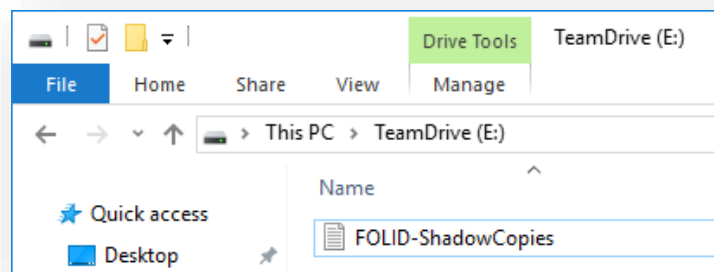 Drive Tools TeamDrive (E:)
File Home Share View Manage
This PC > TeamDrive (E:)
Name
Quick access
FOLID-ShadowCopies
Desktop